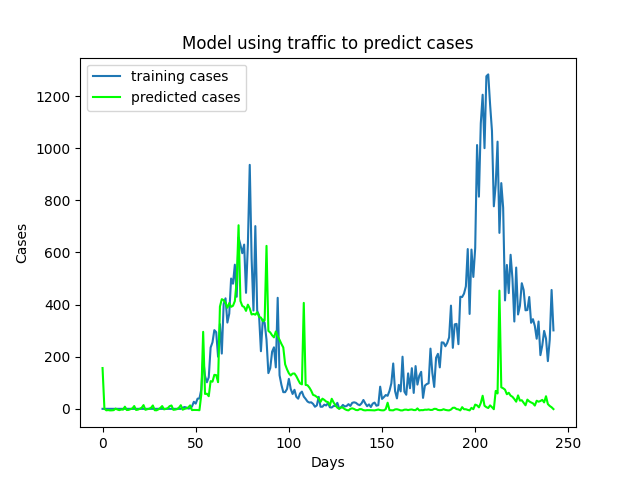 Model using traffic to predict cases
training cases
predicted cases
1200
1000
800
600
400
200
0
Cases
0 50 100 150 200 250
Days